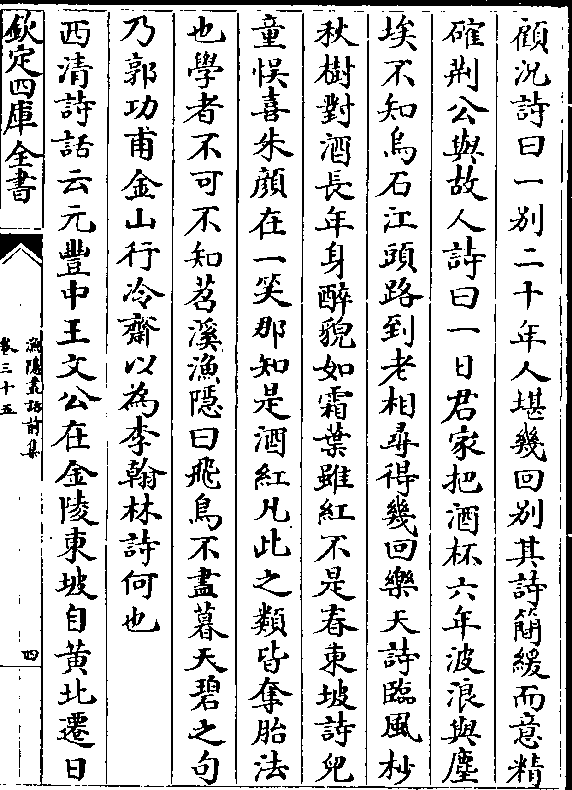 顧況詩曰一別二十年人堪幾回別其詩簡緩而意精
確荆公與故人詩曰一日君家把酒杯六年波浪與塵
埃不知烏石江頭路到老相尋得幾回樂天詩臨風杪
秋樹對酒長年身醉貌如霜葉雖紅不是春東坡詩兒
童悞喜朱顔在一笑那知是酒紅凡此之類皆奪胎法
也學者不可不知苕溪漁隱曰飛鳥不盡暮天碧之句
乃郭功甫金山行冷齋以為李翰林詩何也
西清詩話云元豐中王文公在金陵東坡自黄北遷日
欽定四庫全書
漁隱叢話前集
卷三十五
四